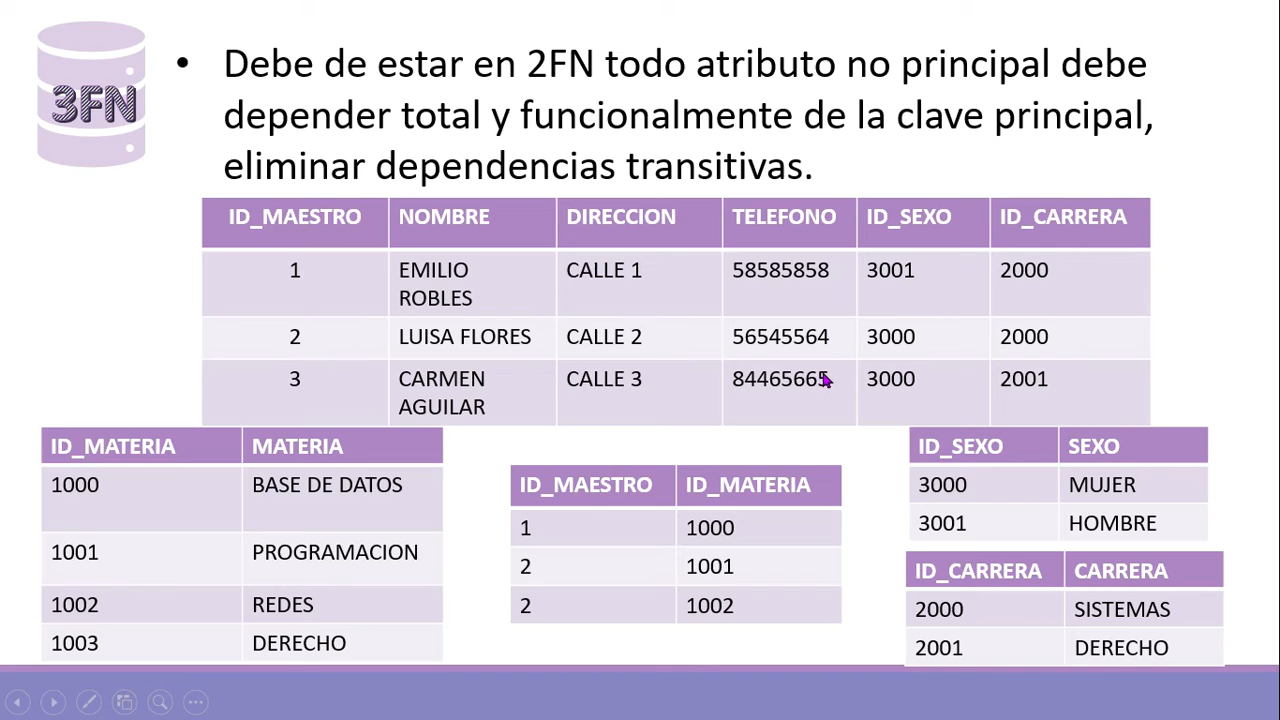 3FN
• Debe de estar en 2FN todo atributo no principal debe
depender total y funcionalmente de la clave principal,
eliminar dependencias transitivas.
ID_MAESTRO NOMBRE DIRECCION TELEFONO ID_SEXO ID_CARRERA
1 EMILIO ROBLES CALLE 1 58585858 3001 2000
2 LUISA FLORES CALLE 2 56545564 3000 2000
3 CARMEN AGUILAR CALLE 3 84465665 3000 2001
ID_MATERIA MATERIA
1000 BASE DE DATOS
1001 PROGRAMACION
1002 REDES
1003 DERECHO
ID_MAESTRO ID_MATERIA
1 1000
2 1001
2 1002
ID_SEXO SEXO
3000 MUJER
3001 HOMBRE
ID_CARRERA CARRERA
2000 SISTEMAS
2001 DERECHO